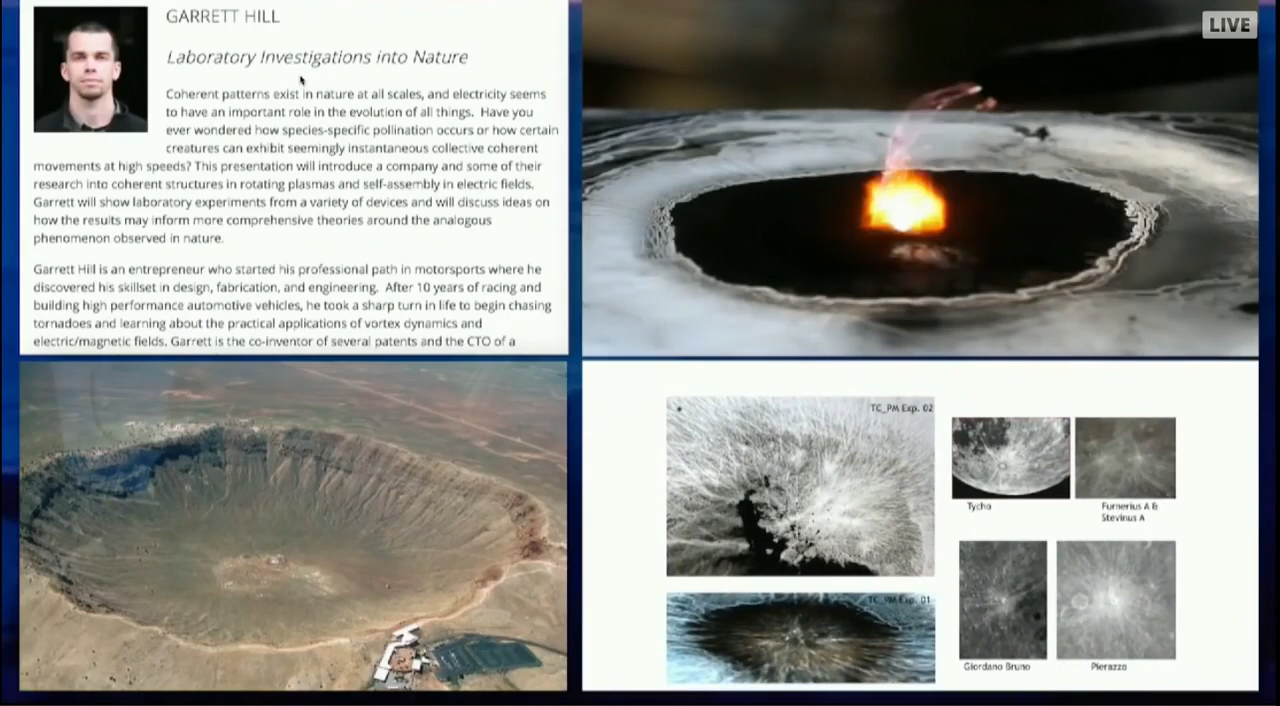 GARRETT HILL
Laboratory Investigations into Nature
Coherent patterns exist in nature at all scales, and electricity seems
to have an important role in the evolution of all things. Have you
ever wondered how species-specific pollination occurs or how certain
creatures can exhibit seemingly instantaneous collective coherent
movements at high speeds? This presentation will introduce a company and some of their
research into coherent structures in rotating plasmas and self-assembly in electric fields.
Garrett will show laboratory experiments from a variety of devices and will discuss ideas on
how the results may inform more comprehensive theories around the analogous
phenomenon observed in nature.
Garrett Hill is an entrepreneur who started his professional path in motorsports where he
discovered his skillset in design, fabrication, and engineering. After 10 years of racing and
building high performance automotive vehicles, he took a sharp turn in life to begin chasing
tornadoes and learning about the practical applications of vortex dynamics and
electric/magnetic fields. Garrett is the co-inventor of several patents and the CTO of a
LIVE
TC_PM Exp. 02
Tycho
Furnerius A &
Stevinus A
TC_PM Exp. 01
Giordano Bruno
Pierazzo